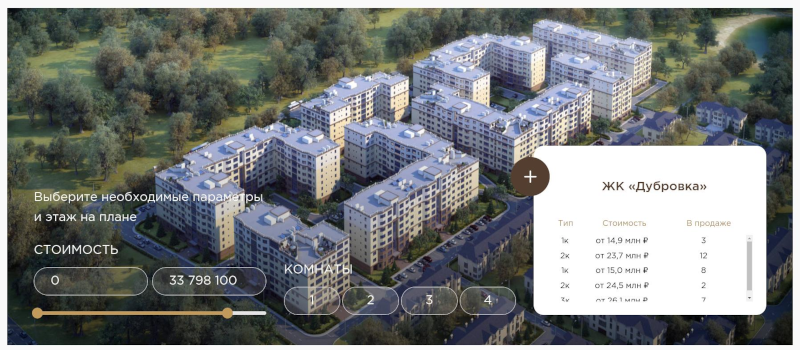 Выберите необходимые параметры
и этаж на плане
СТОИМОСТЬ
0 33 798 100
КОМНАТЫ
1 2 3 4
+
ЖК «Дубровка»
Тип Стоимость В продаже
1к от 14,9 млн ₽ 3
2к от 23,7 млн ₽ 12
1к от 15,0 млн ₽ 8
2к от 24,5 млн ₽ 2
3к от 26,1 млн ₽ 7